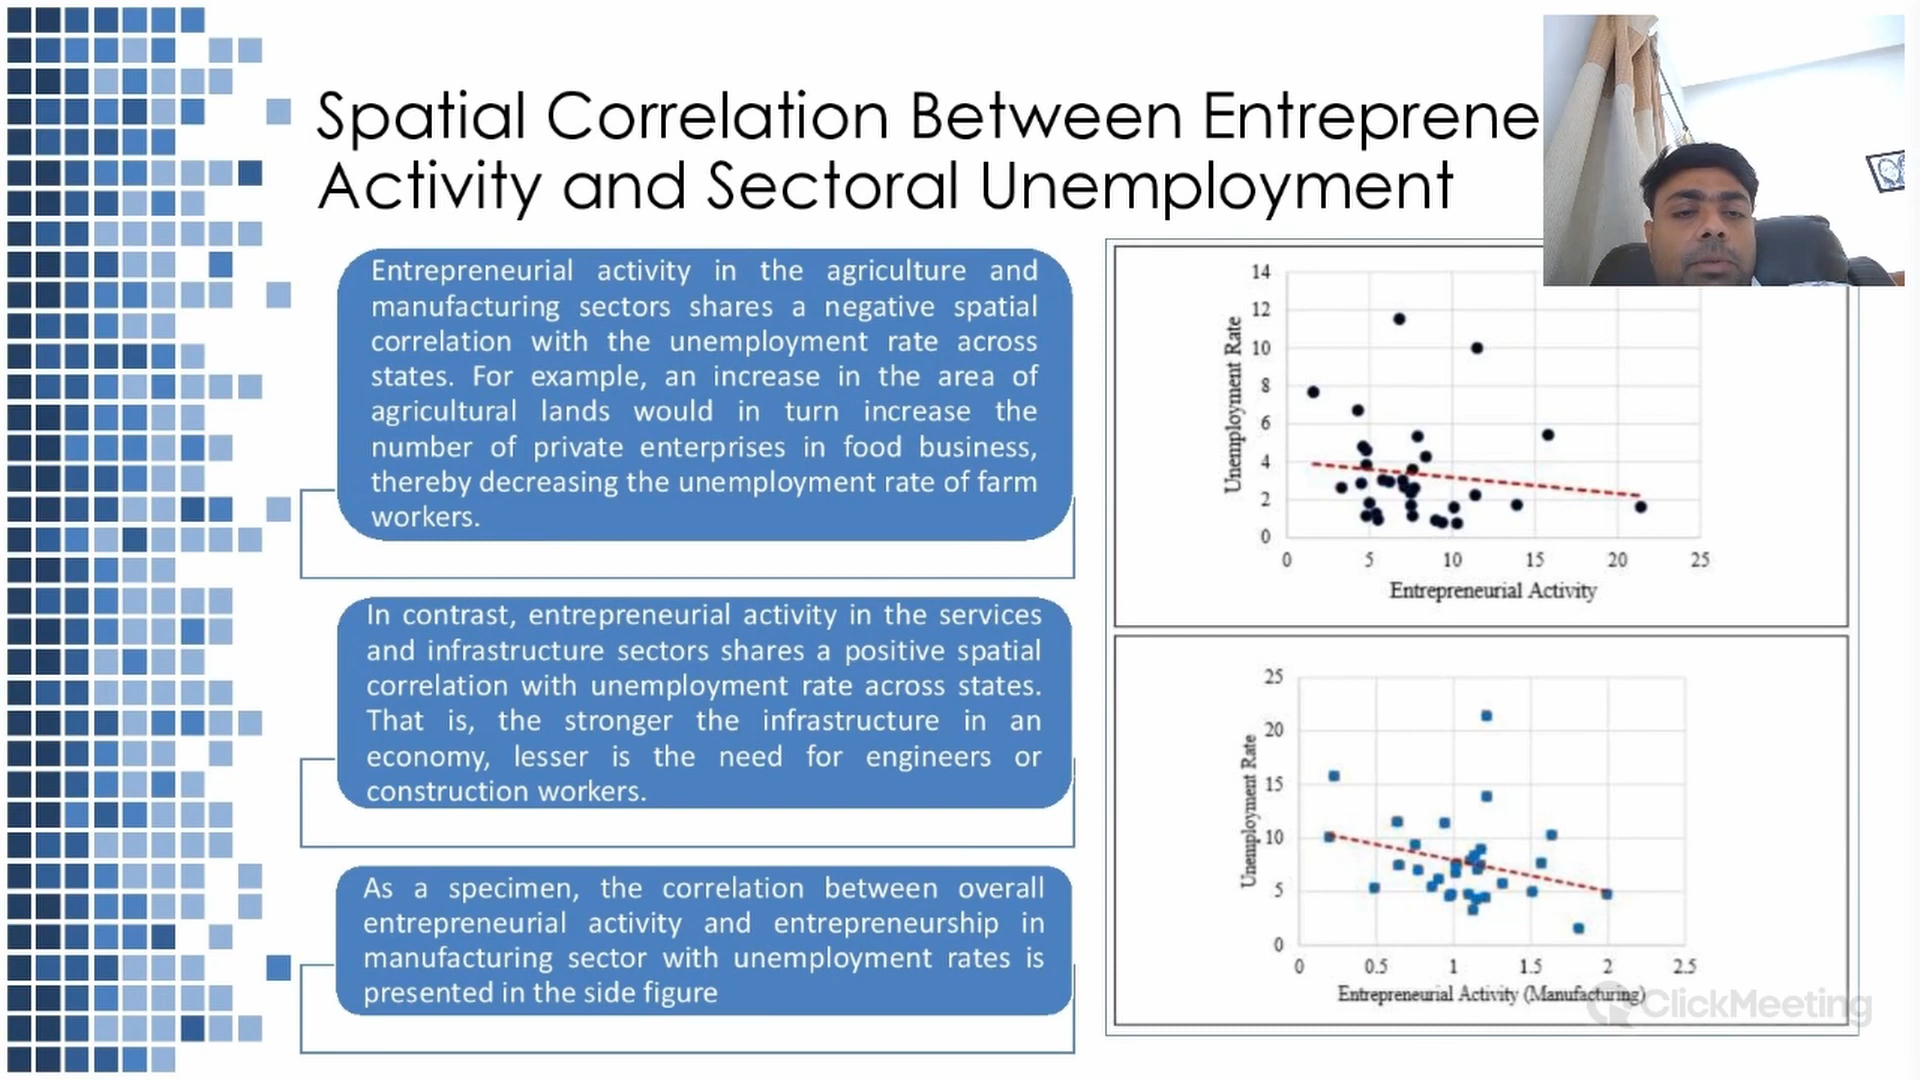 Spatial Correlation Between Entreprene
Activity and Sectoral Unemployment
Entrepreneurial activity in the agriculture and
manufacturing sectors shares a negative spatial
correlation with the unemployment rate across
states. For example, an increase in the area of
agricultural lands would in turn increase the
number of private enterprises in food business,
thereby decreasing the unemployment rate of farm
workers.
In contrast, entrepreneurial activity in the services
and infrastructure sectors shares a positive spatial
correlation with unemployment rate across states.
That is, the stronger the infrastructure in an
economy, lesser is the need for engineers or
construction workers.
As a specimen, the correlation between overall
entrepreneurial activity and entrepreneurship in
manufacturing sector with unemployment rates is
presented in the side figure
14
12
10
8
6
4
2
0
Unemployment Rate
0 5 10 15 20 25
Entrepreneurial Activity
25
20
15
10
5
0
Unemployment Rate
0 0.5 1 1.5 2 2.5
Entrepreneurial Activity (Manufacturing)
ClickMeeting